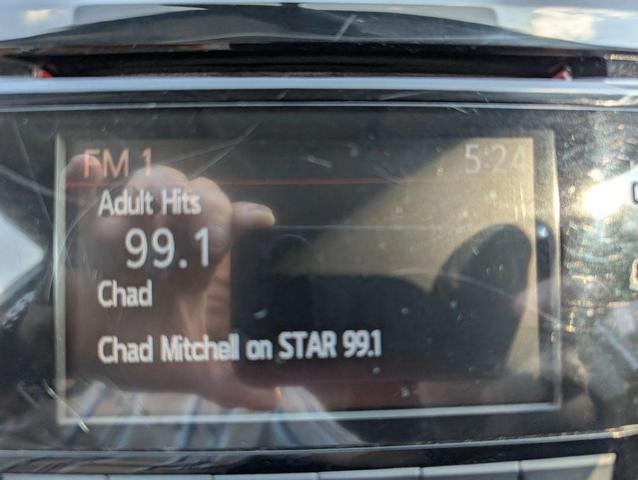 FM 1
5:24
Adult Hits
99.1
Chad
Chad Mitchell on STAR 99.1